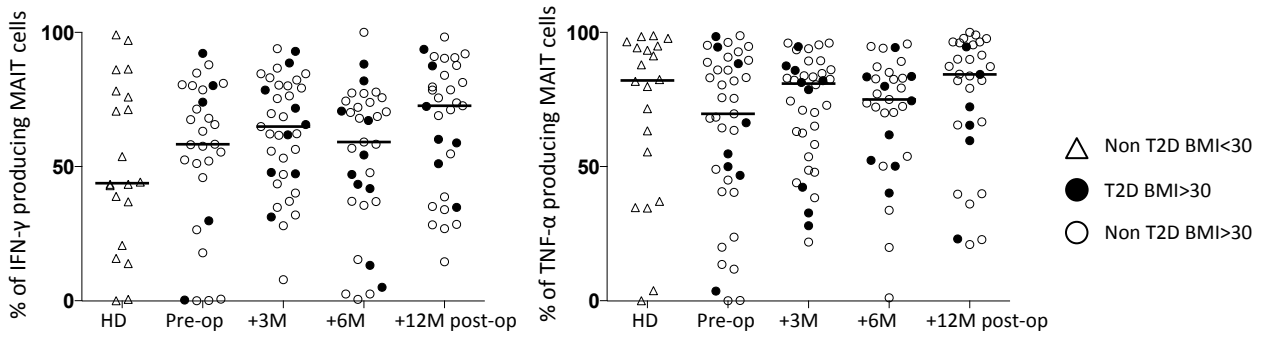 % of IFN-γ producing MAIT cells
100
50
0
HD Pre-op +3M +6M +12M post-op
% of TNF-α producing MAIT cells
100
50
0
HD Pre-op +3M +6M +12M post-op
Non T2D BMI<30
T2D BMI>30
Non T2D BMI>30